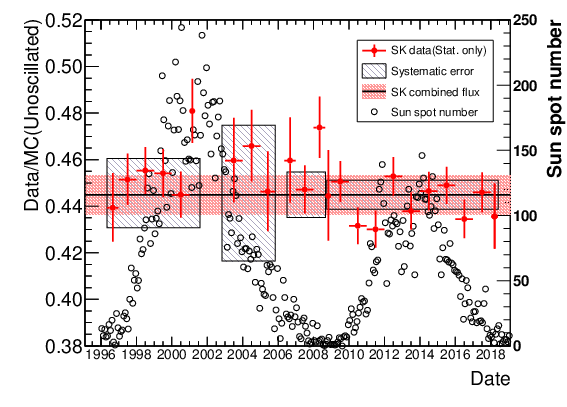 0.52
0.50
0.48
0.46
0.44
0.42
0.40
0.38
Data/MC(Unoscillated)
SK data(Stat. only)
Systematic error
SK combined flux
Sun spot number
250
200
150
100
50
0
Sun spot number
1996 1998 2000 2002 2004 2006 2008 2010 2012 2014 2016 2018
Date